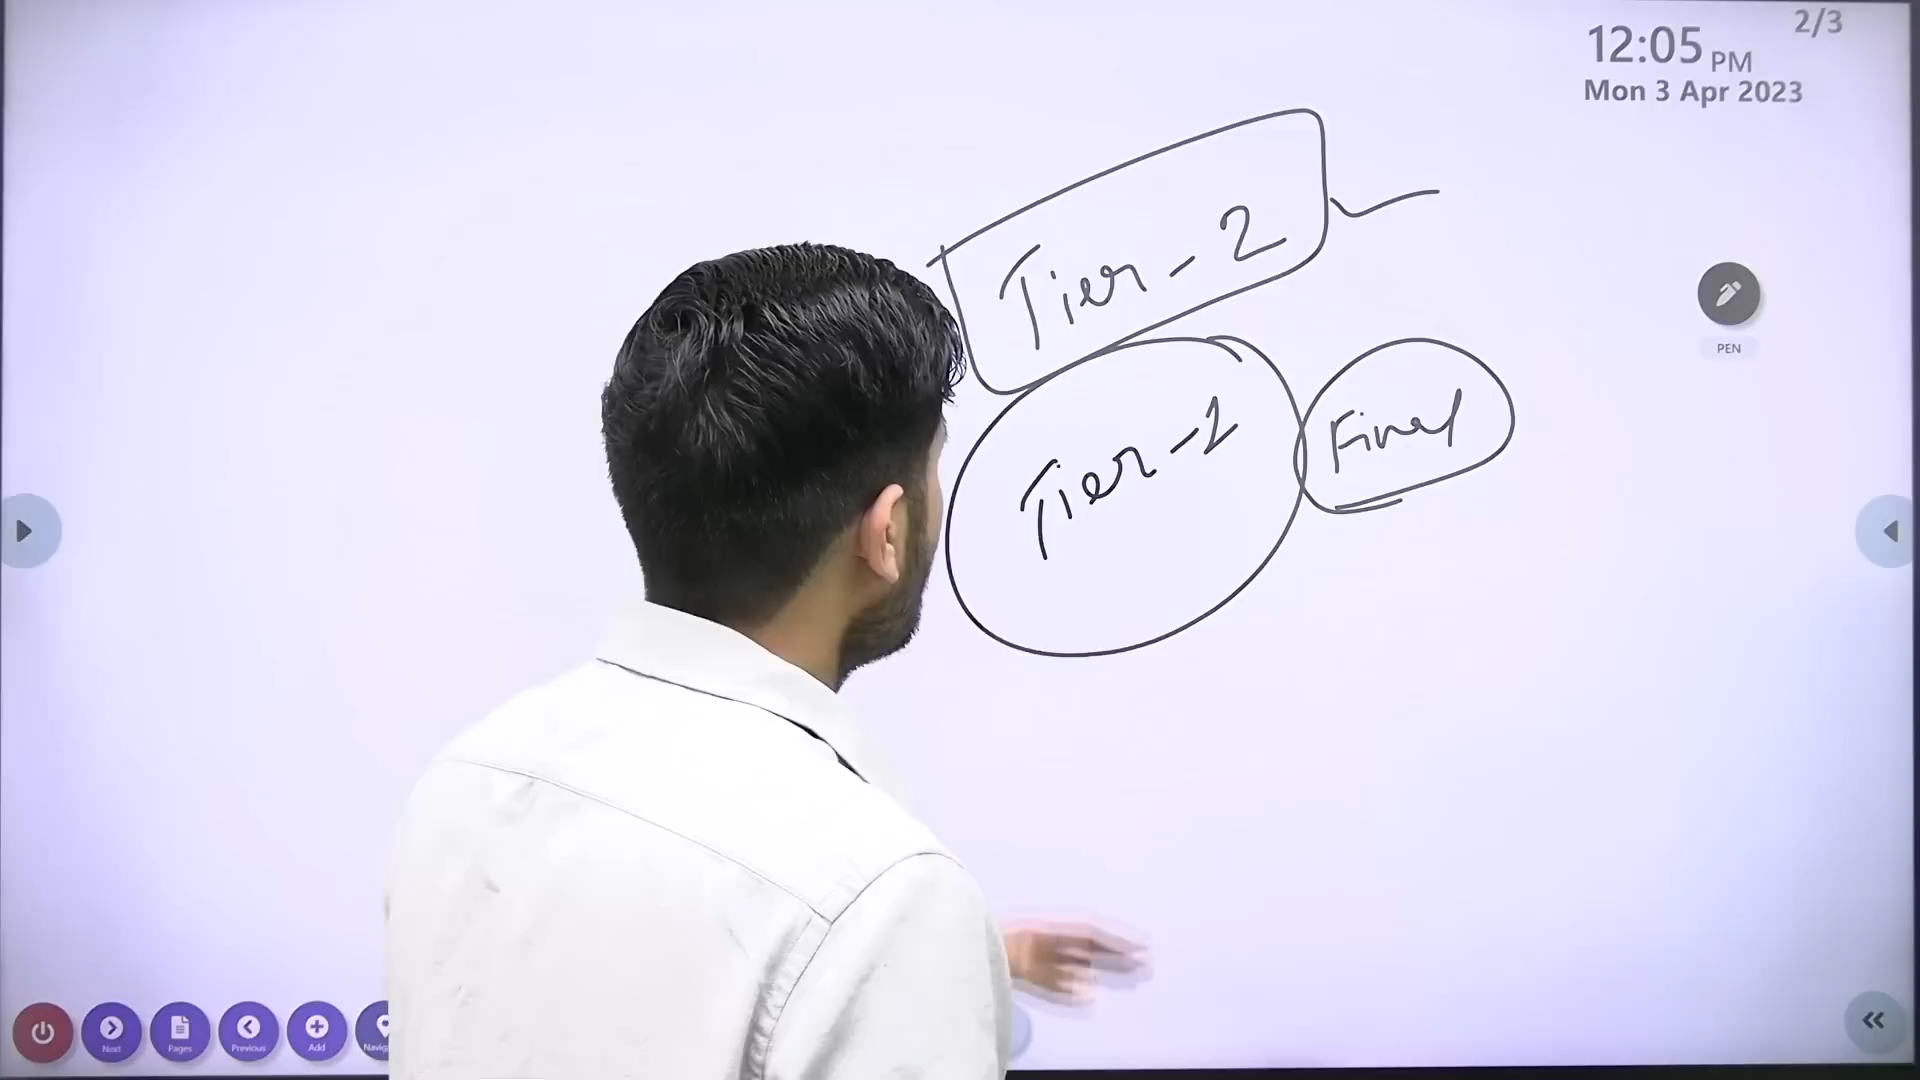 2/3
12:05 PM
Mon 3 Apr 2023
Tier-2
Tier-1
Final
PEN
Next
Pages
Previous
Add